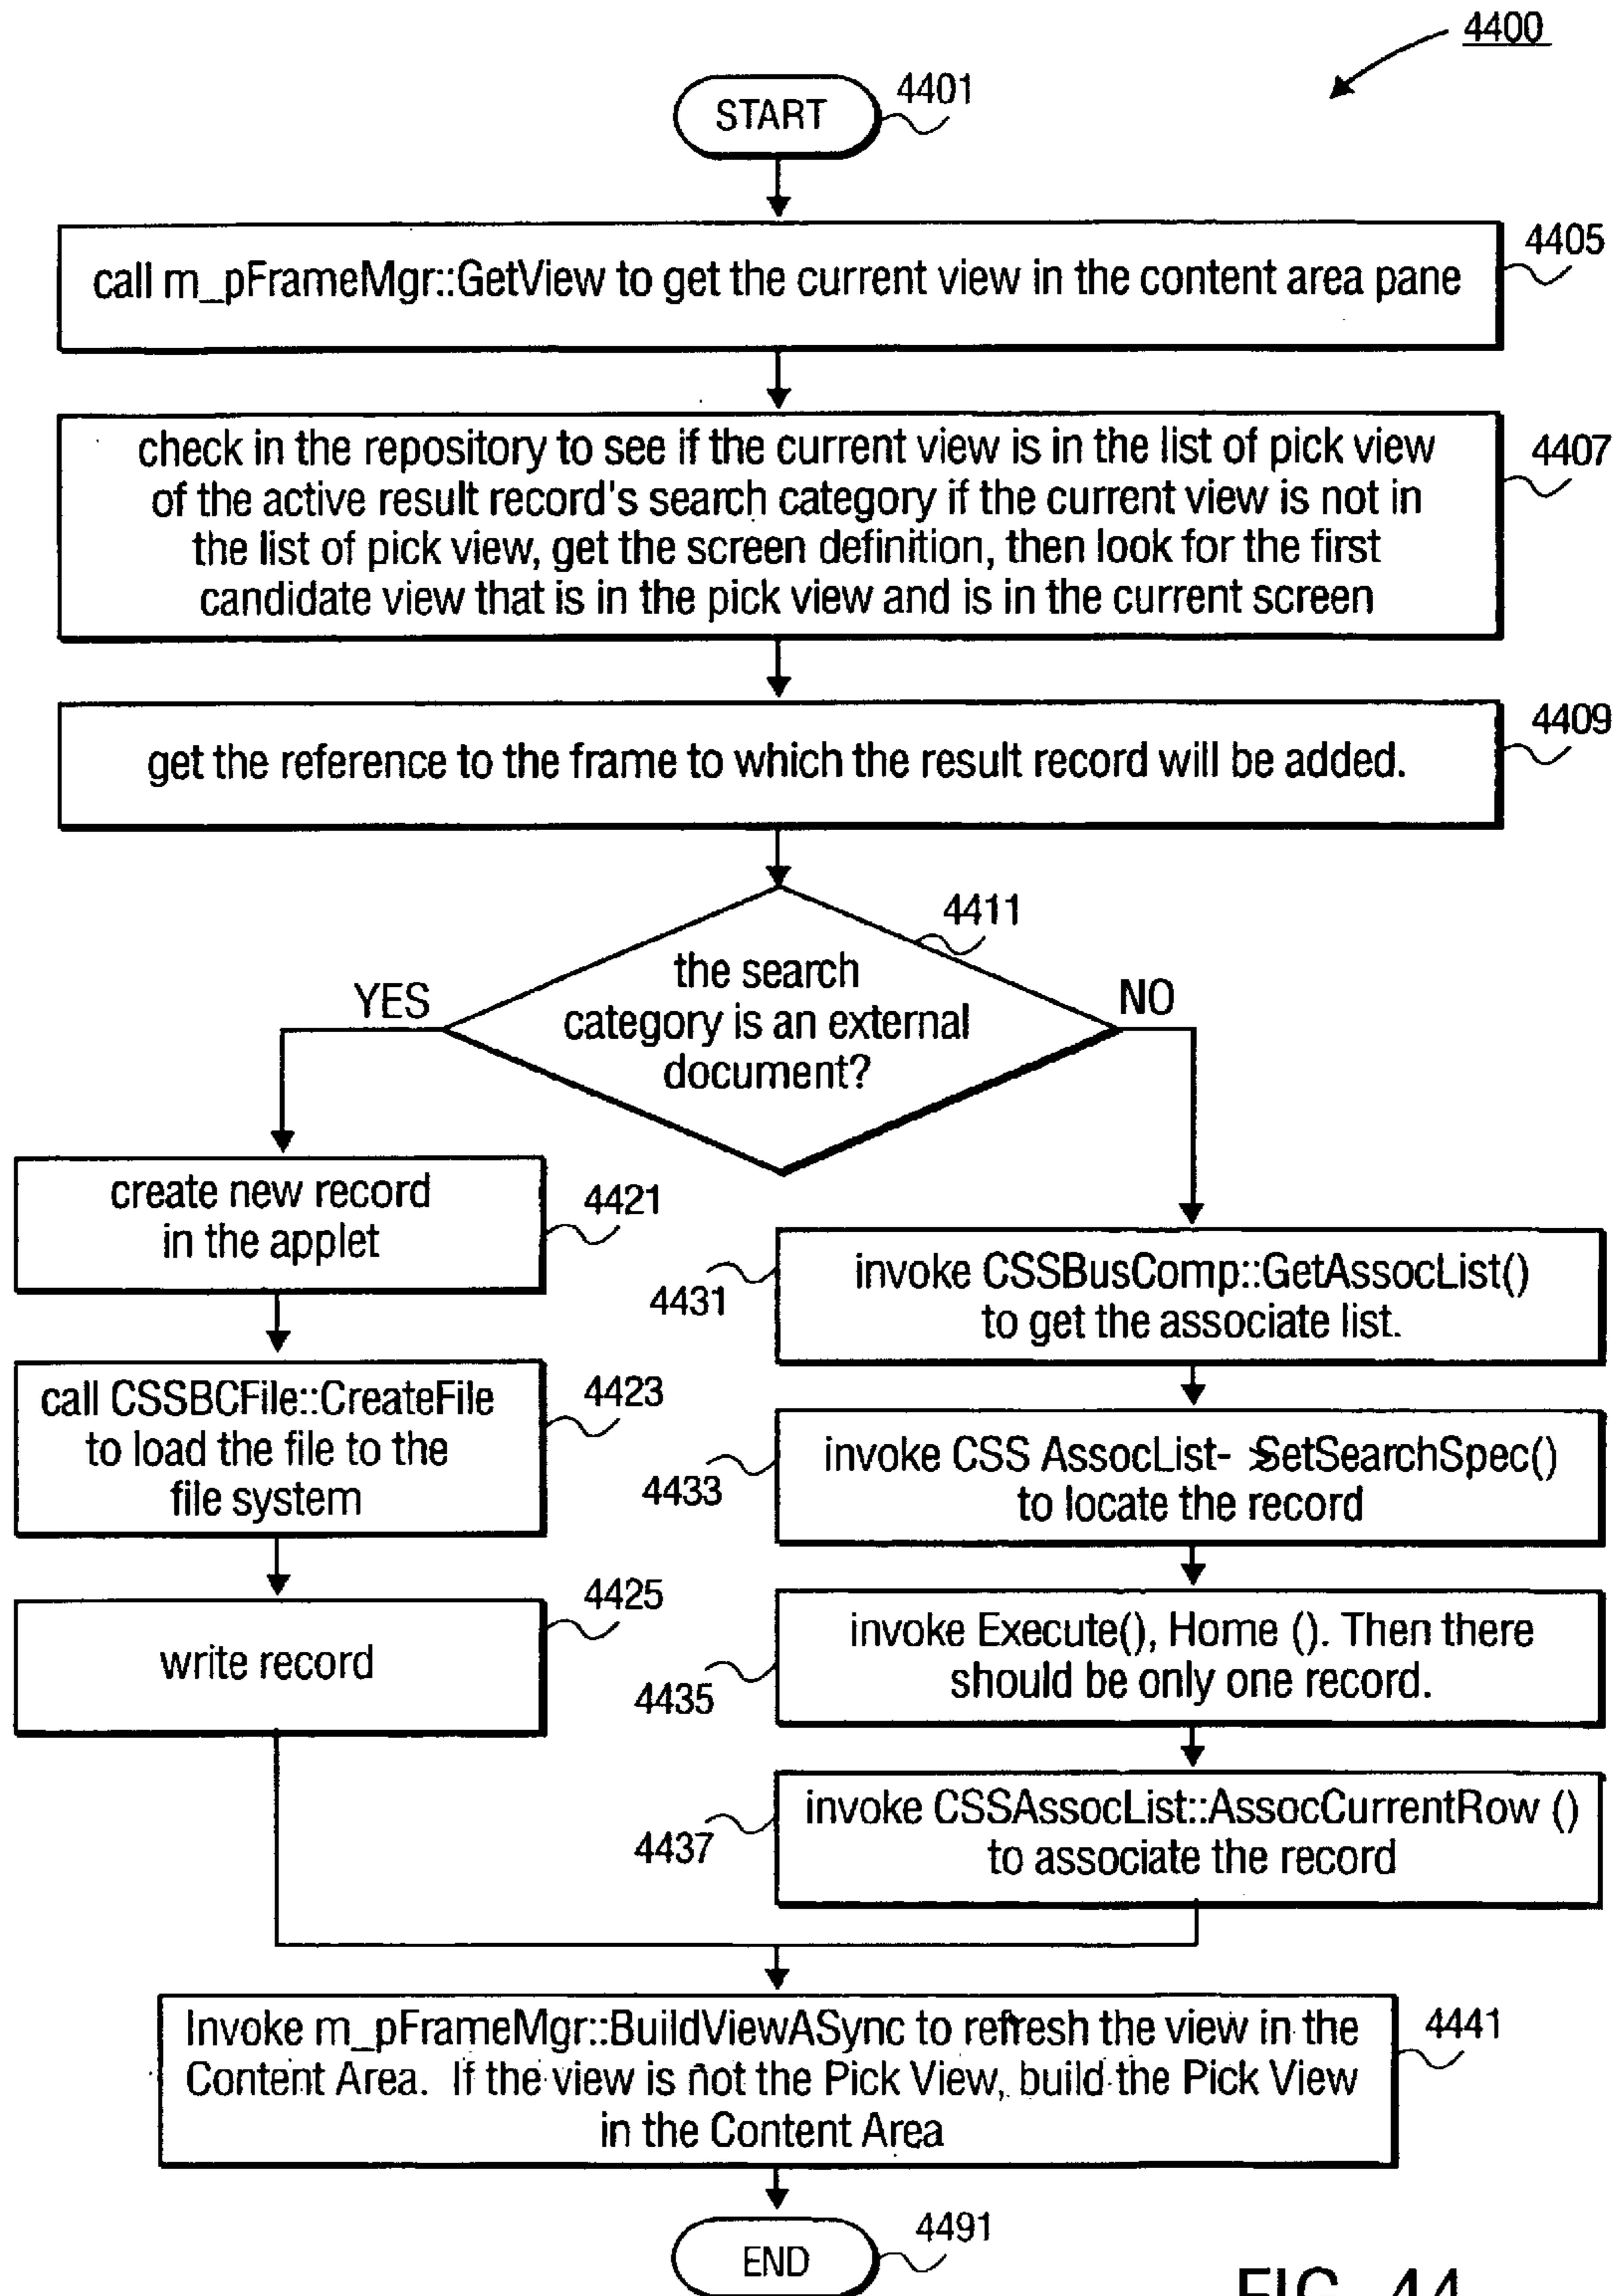 4400
START
4401
call m_pFrameMgr::GetView to get the current view in the content area pane
4405
check in the repository to see if the current view is in the list of pick view
of the active result record's search category if the current view is not in
the list of pick view, get the screen definition, then look for the first
candidate view that is in the pick view and is in the current screen
4407
get the reference to the frame to which the result record will be added.
4409
4411
the search
category is an external
document?
YES
NO
create new record
in the applet
4421
call CSSBCFile::CreateFile
to load the file to the
file system
4423
write record
4425
invoke CSSBusComp::GetAssocList()
to get the associate list.
4431
invoke CSS AssocList- >SetSearchSpec()
to locate the record
4433
invoke Execute(), Home (). Then there
should be only one record.
4435
invoke CSSAssocList::AssocCurrentRow ()
to associate the record
4437
Invoke m_pFrameMgr::BuildViewASync to refresh the view in the
Content Area. If the view is not the Pick View, build the Pick View
in the Content Area
4441
END
4491
FIG. 44